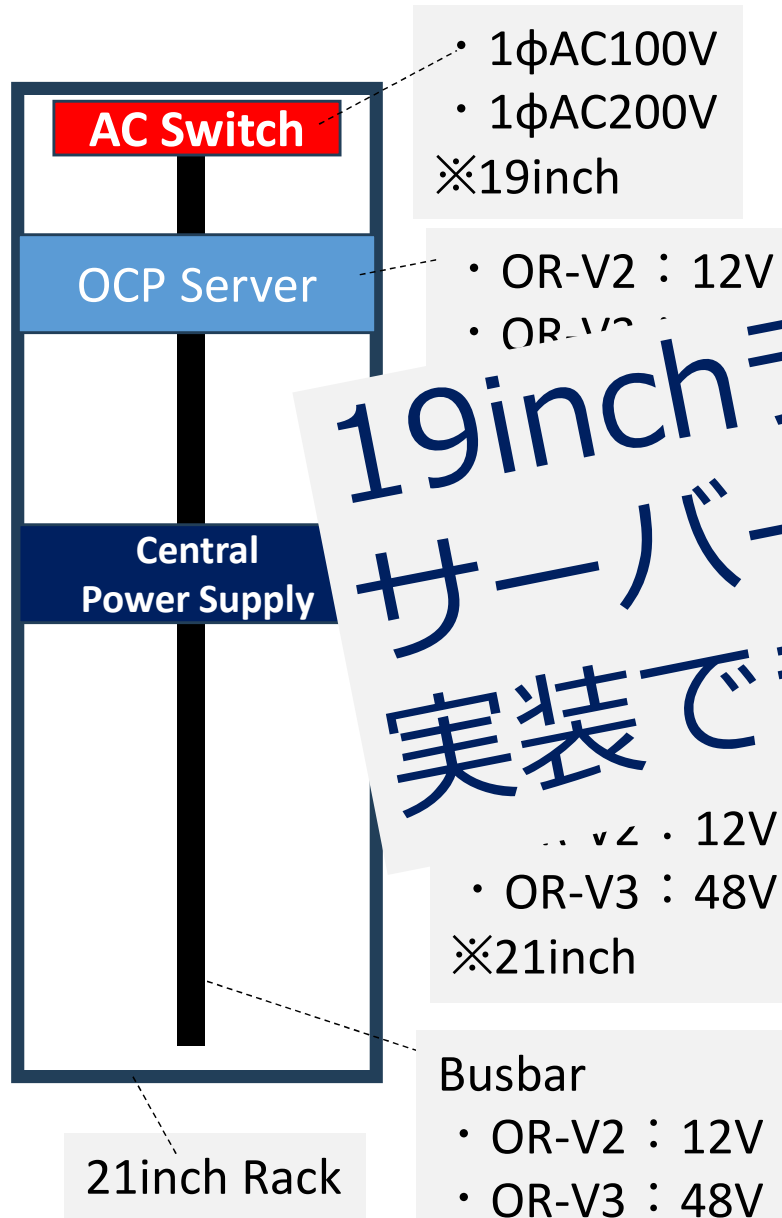 ・1φAC100V
・1φAC200V
※19inch
AC Switch
OCP Server
・OR-V2：12V
19inch
サーバー
実装で
Central
Power Supply
12V
・OR-V3：48V
※21inch
Busbar
・OR-V2：12V
・OR-V3：48V
21inch Rack